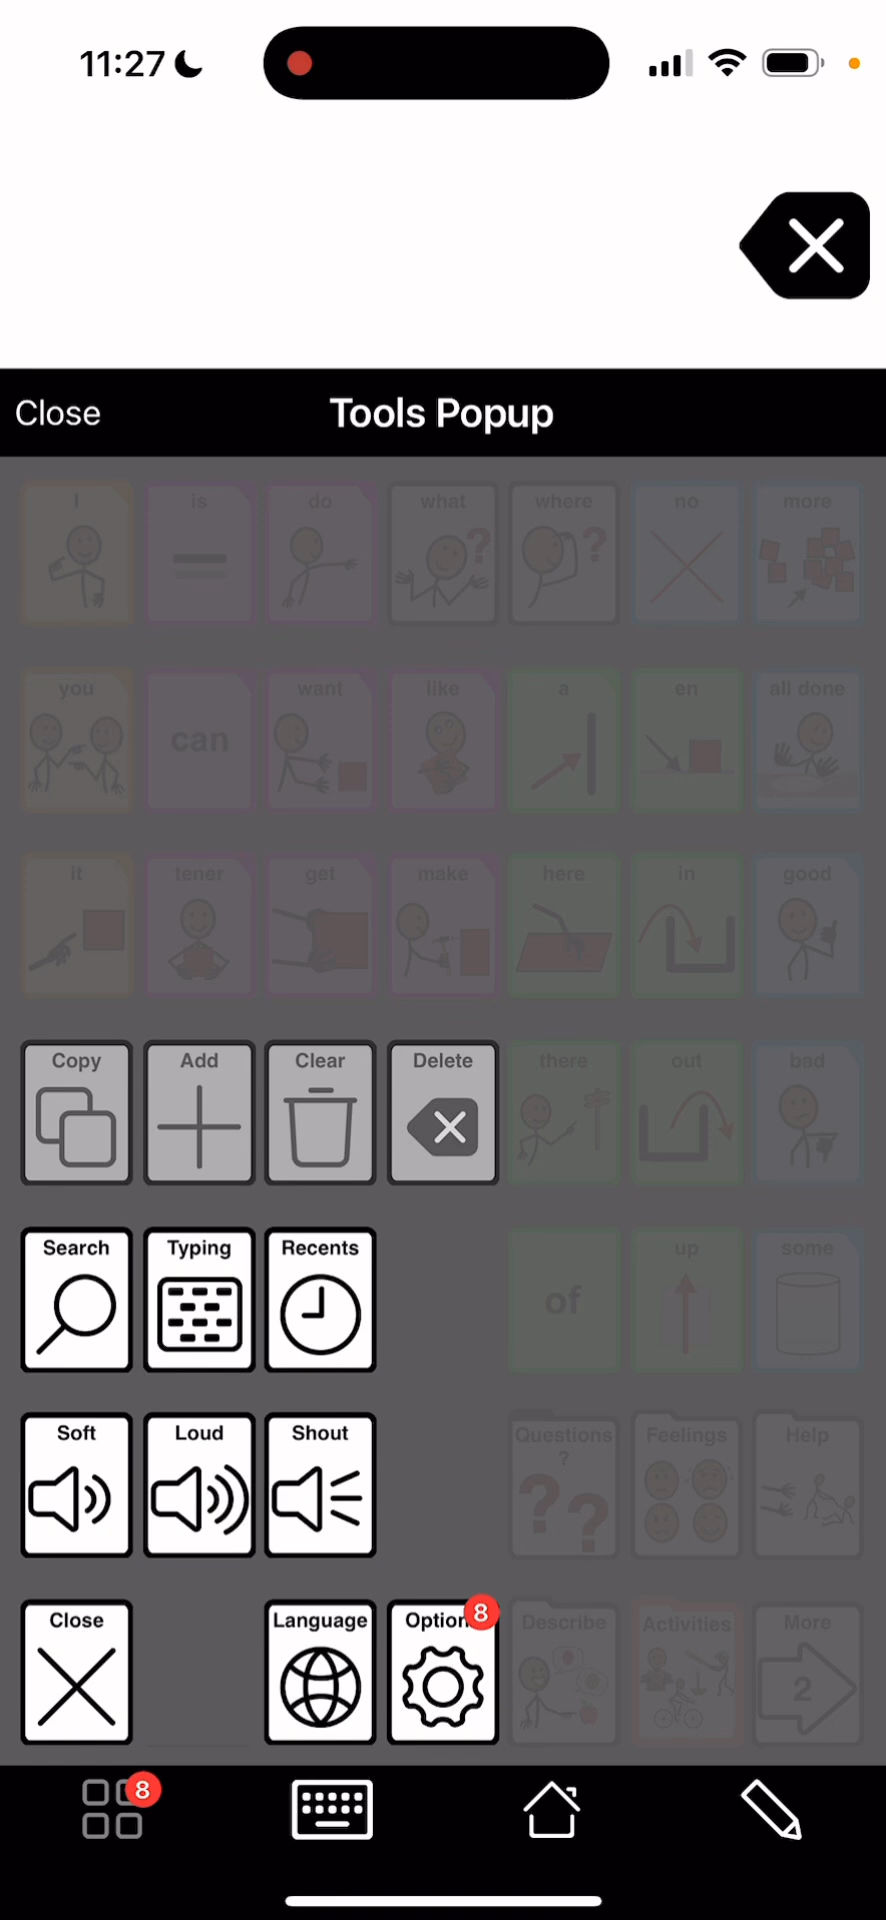 11:27
Close
Tools Popup
I
is
do
what
where
no
more
you
can
want
like
a
en
all done
it
tener
get
make
here
in
good
Copy
Add
Clear
Delete
there
out
bad
Search
Typing
Recents
of
up
some
Soft
Loud
Shout
Questions
?
Feelings
Help
Close
Language
Option
8
Describe
Activities
More
2
8